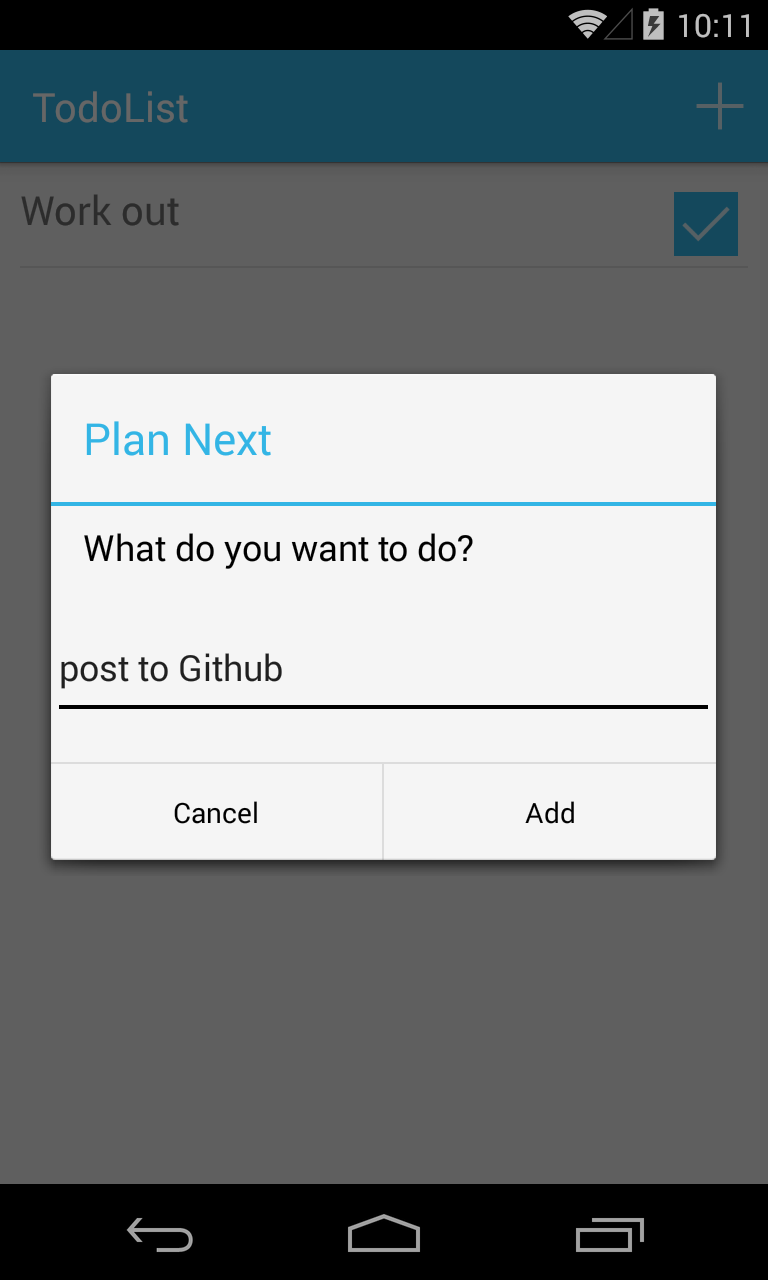 10:11
TodoList
Work out
Plan Next
What do you want to do?
post to Github
Cancel
Add